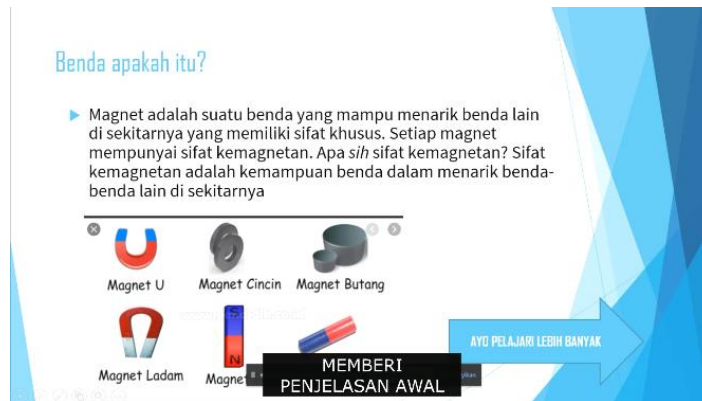 Benda apakah itu?
Magnet adalah suatu benda yang mampu menarik benda lain
di sekitarnya yang memiliki sifat khusus. Setiap magnet
mempunyai sifat kemagnetan. Apa sih sifat kemagnetan? Sifat
kemagnetan adalah kemampuan benda dalam menarik benda-
benda lain di sekitarnya
Magnet U
Magnet Cincin
Magnet Butang
S
N
Magnet Ladam
Magnet
AYO PELAJARI LEBIH BANYAK
MEMBERI
PENJELASAN AWAL